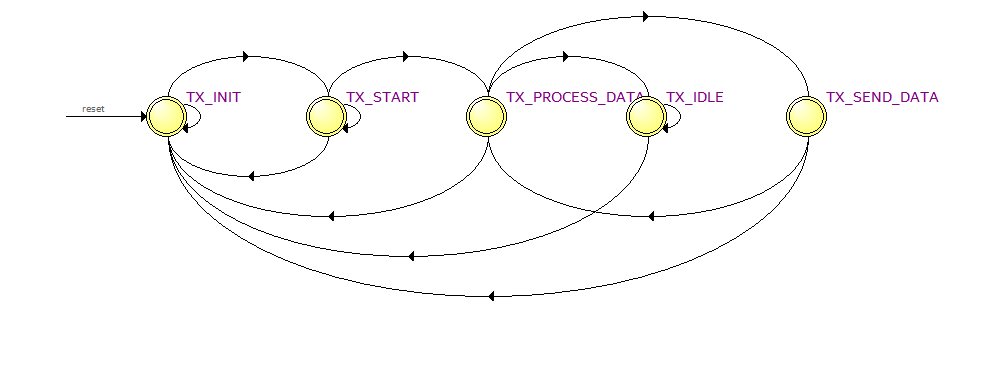 TX_INIT
TX_START
TX_PROCESS_DATA
TX_IDLE
TX_SEND_DATA
reset